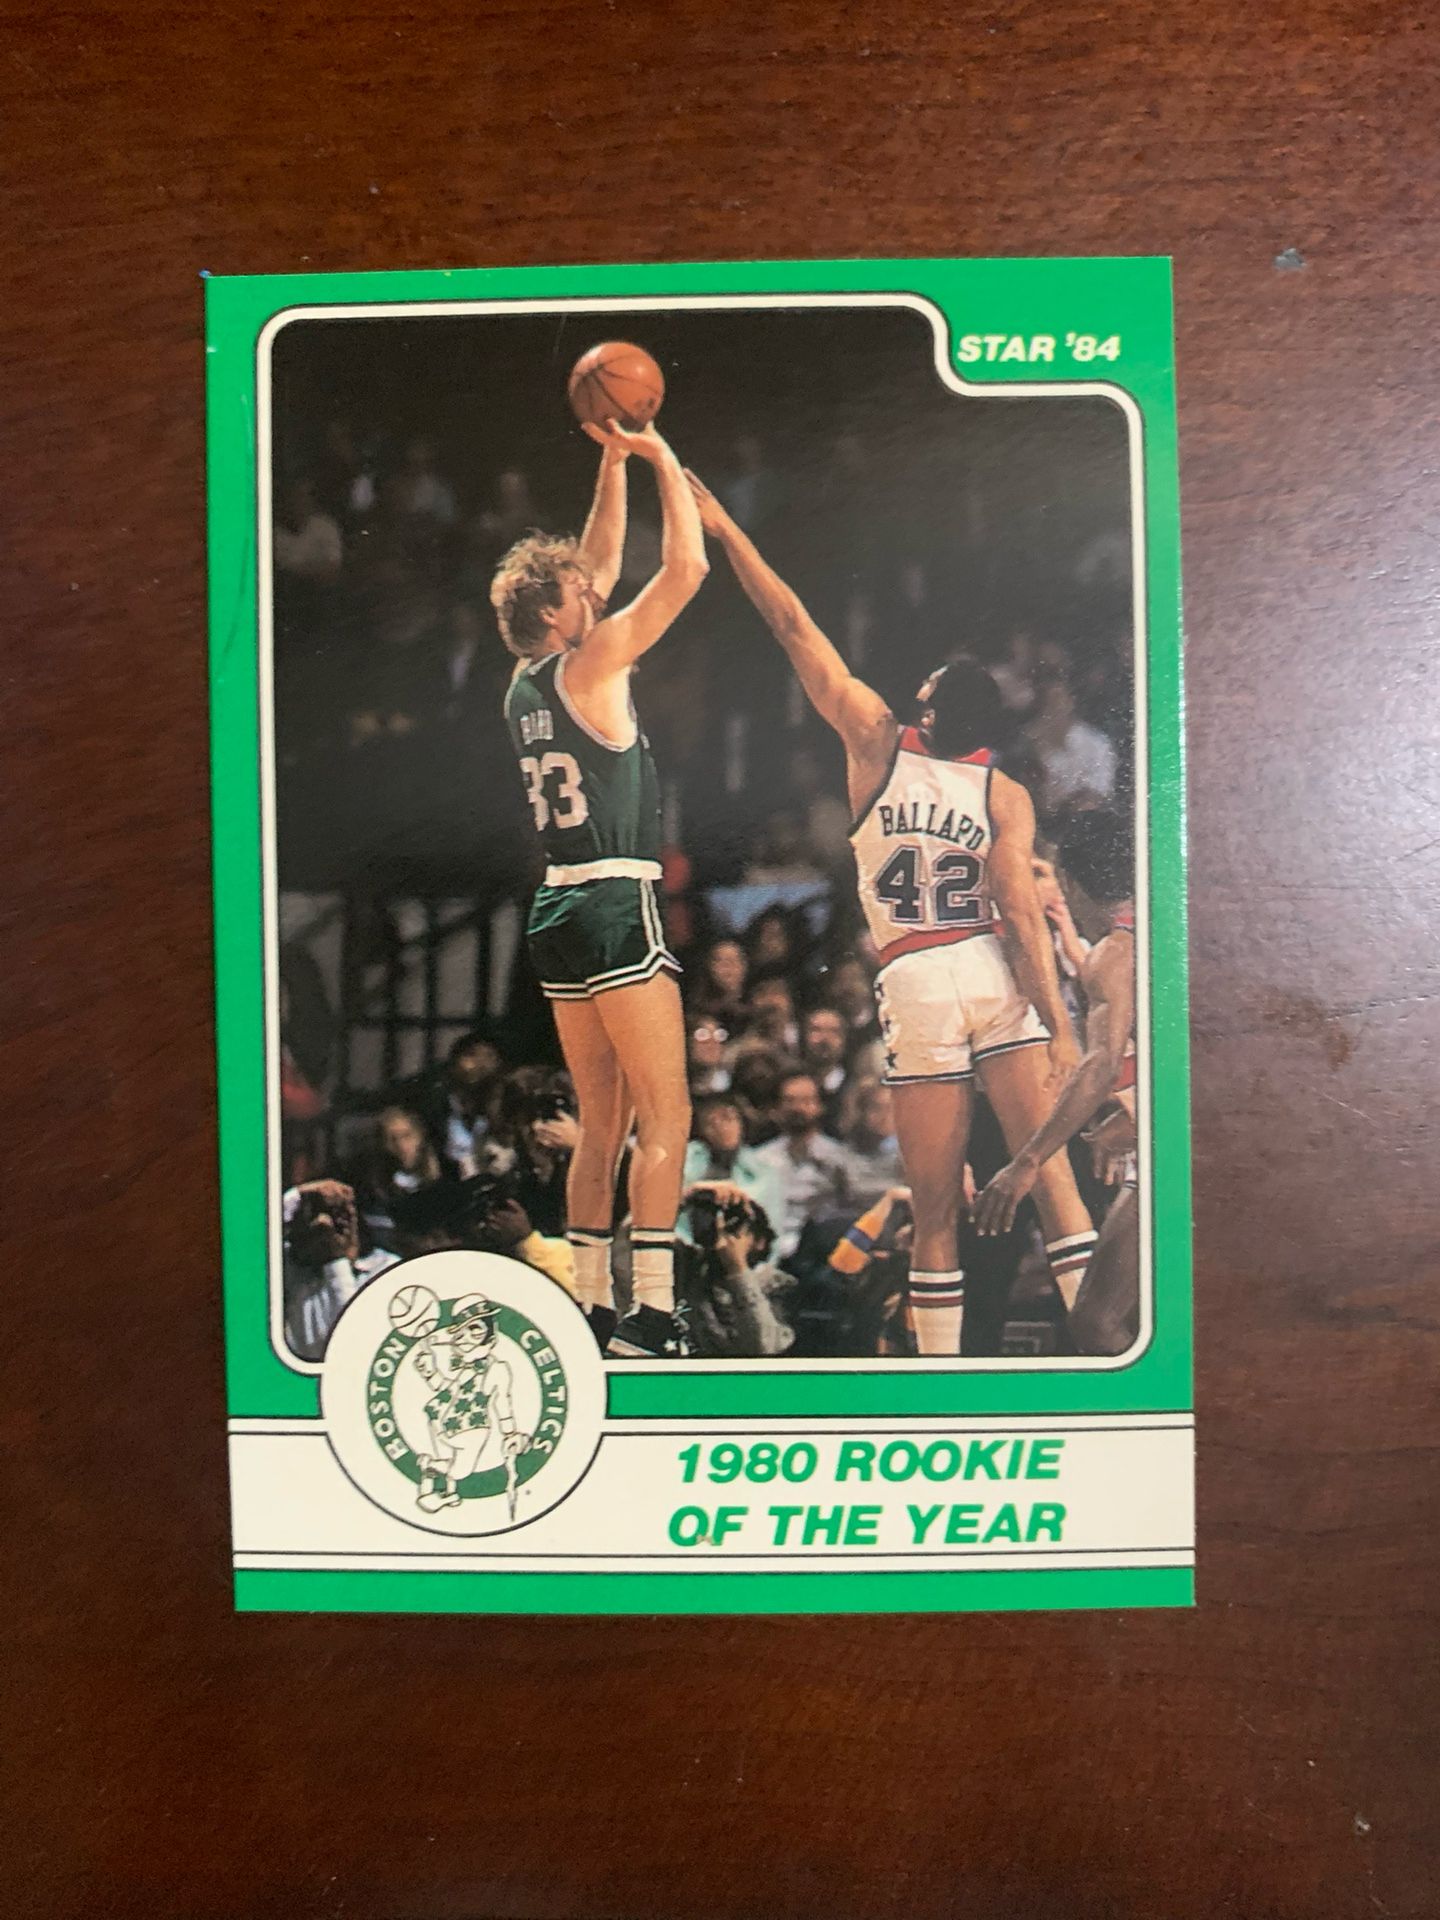 STAR '84
BIRD
33
BALLARD
42
BOSTON CELTICS
1980 ROOKIE
OF THE YEAR